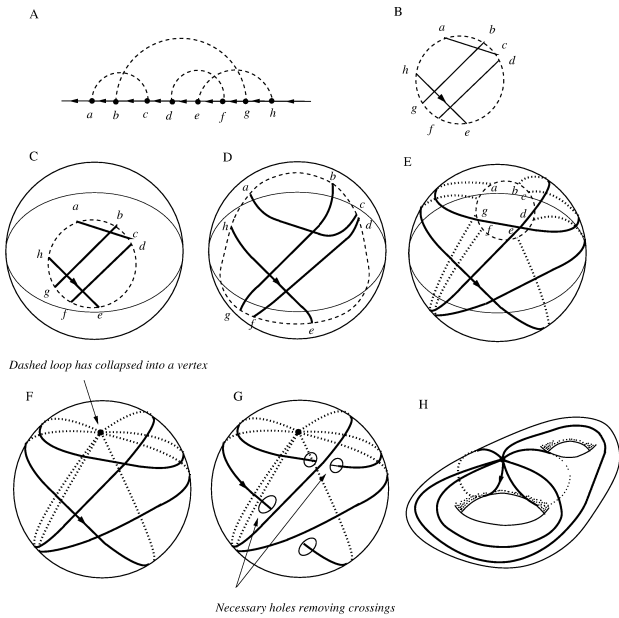 A
a b c d e f g h
B
a b c d e f g h
C
a b c d e f g h
D
a b c d e f g h
E
a b c d e f g
Dashed loop has collapsed into a vertex
F
G
H
Necessary holes removing crossings